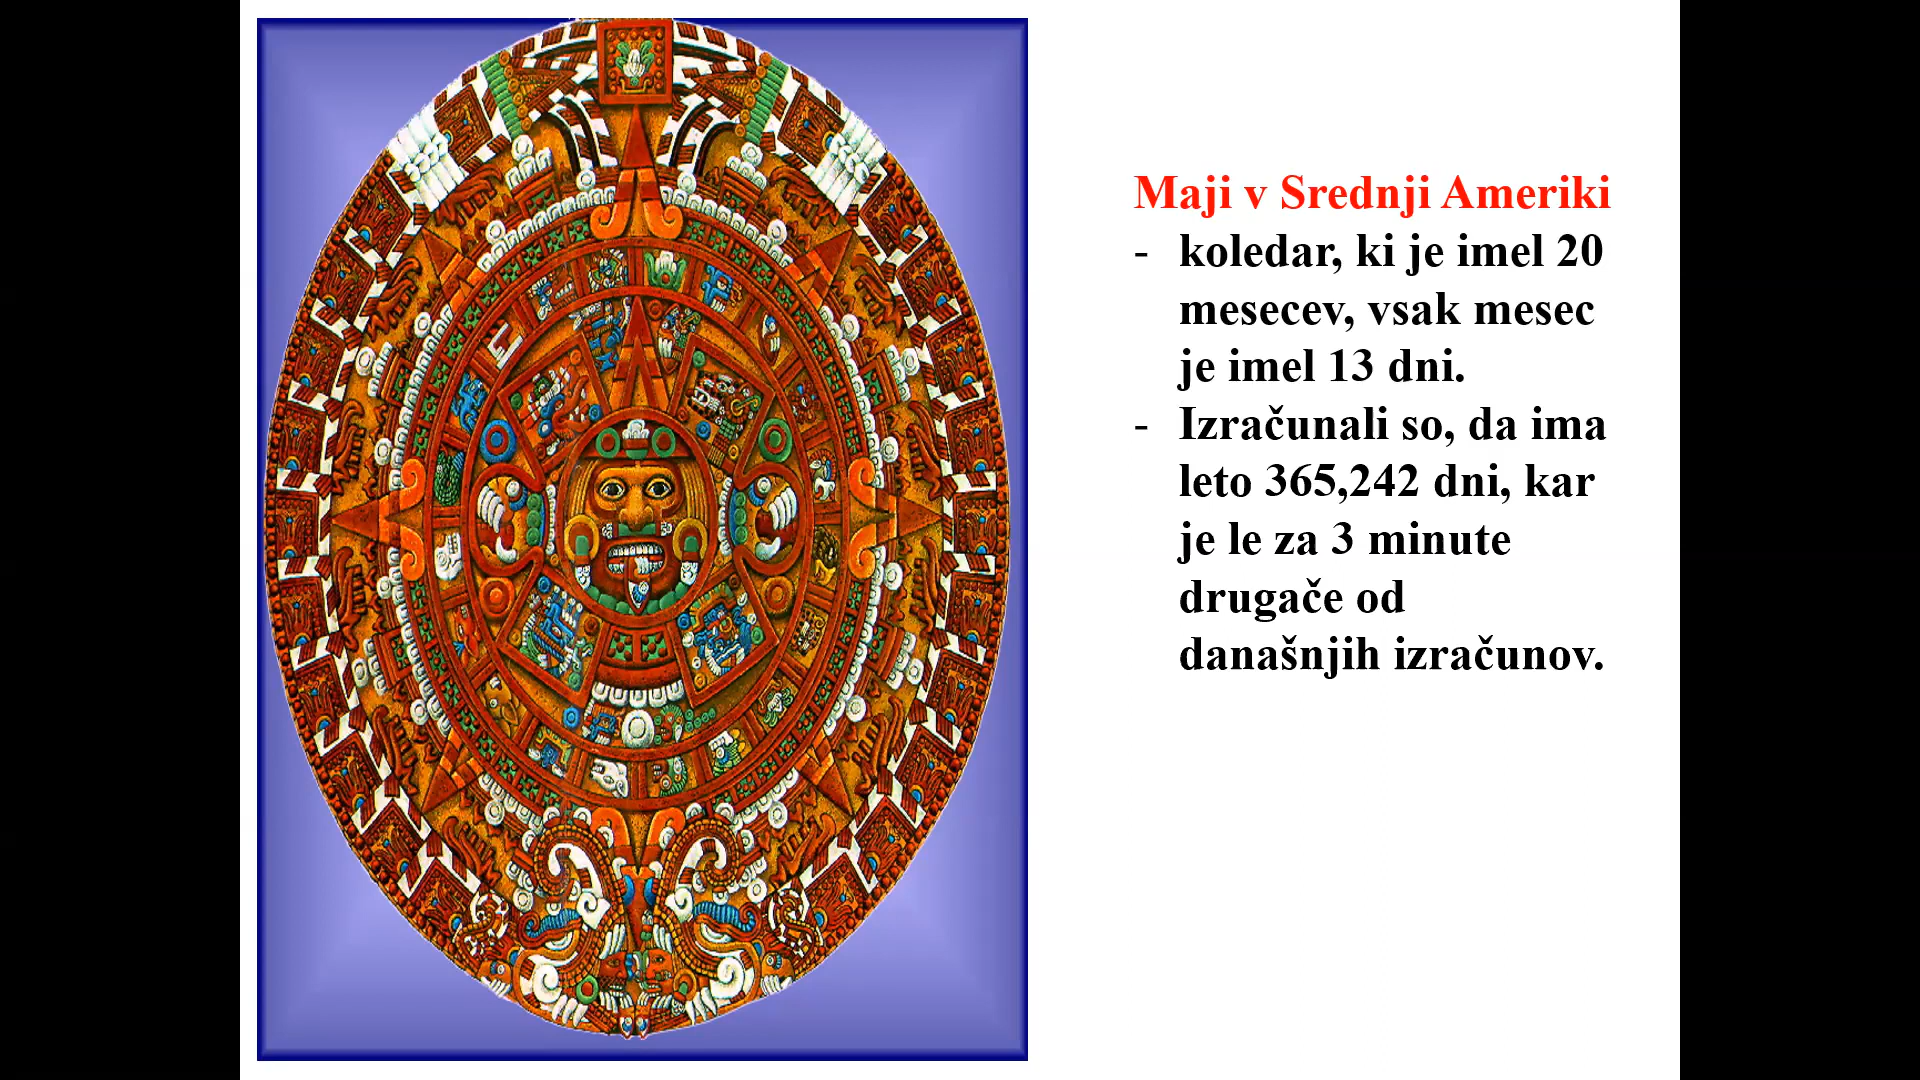 Maji v Srednji Ameriki
- koledar, ki je imel 20
mesecev, vsak mesec
je imel 13 dni.
- Izračunali so, da ima
leto 365,242 dni, kar
je le za 3 minute
drugače od
današnjih izračunov.